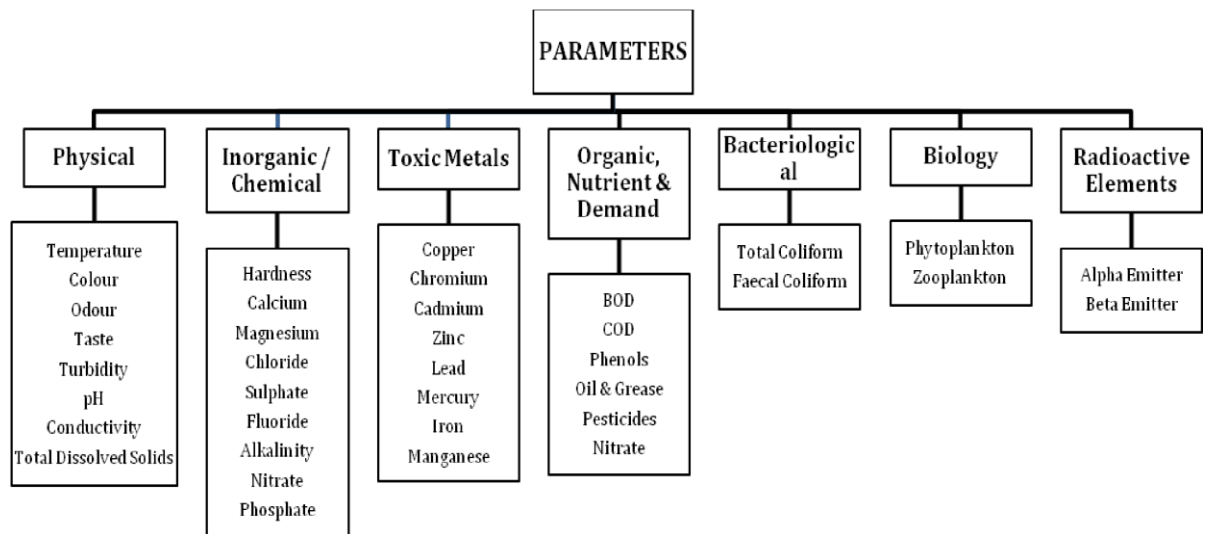 PARAMETERS
Physical
Temperature
Colour
Odour
Taste
Turbidity
pH
Conductivity
Total Dissolved Solids
Inorganic /
Chemical
Hardness
Calcium
Magnesium
Chloride
Sulphate
Fluoride
Alkalinity
Nitrate
Phosphate
Toxic Metals
Copper
Chromium
Cadmium
Zinc
Lead
Mercury
Iron
Manganese
Organic,
Nutrient &
Demand
BOD
COD
Phenols
Oil & Grease
Pesticides
Nitrate
Bacteriologic
al
Total Coliform
Faecal Coliform
Biology
Phytoplankton
Zooplankton
Radioactive
Elements
Alpha Emitter
Beta Emitter